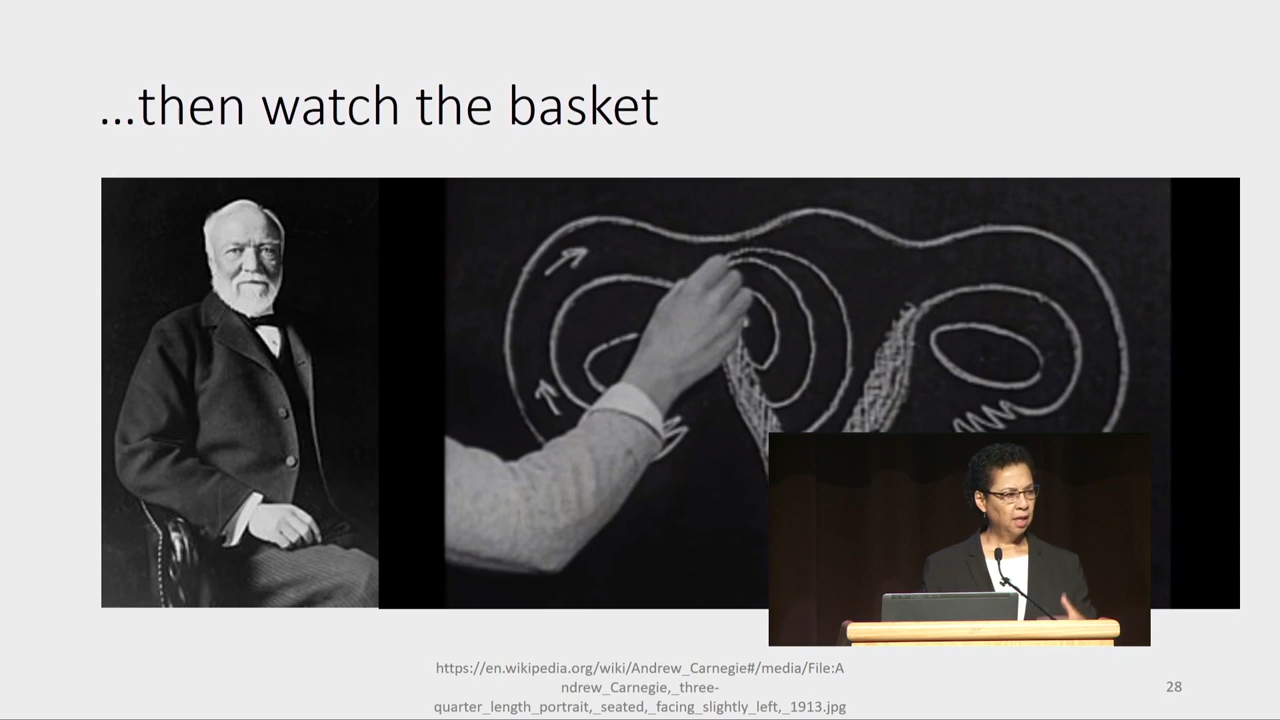 ...then watch the basket
https://en.wikipedia.org/wiki/Andrew_Carnegie#/media/File:A
ndrew_Carnegie,_three-
quarter_length_portrait,_seated,_facing_slightly_left,_1913.jpg
28